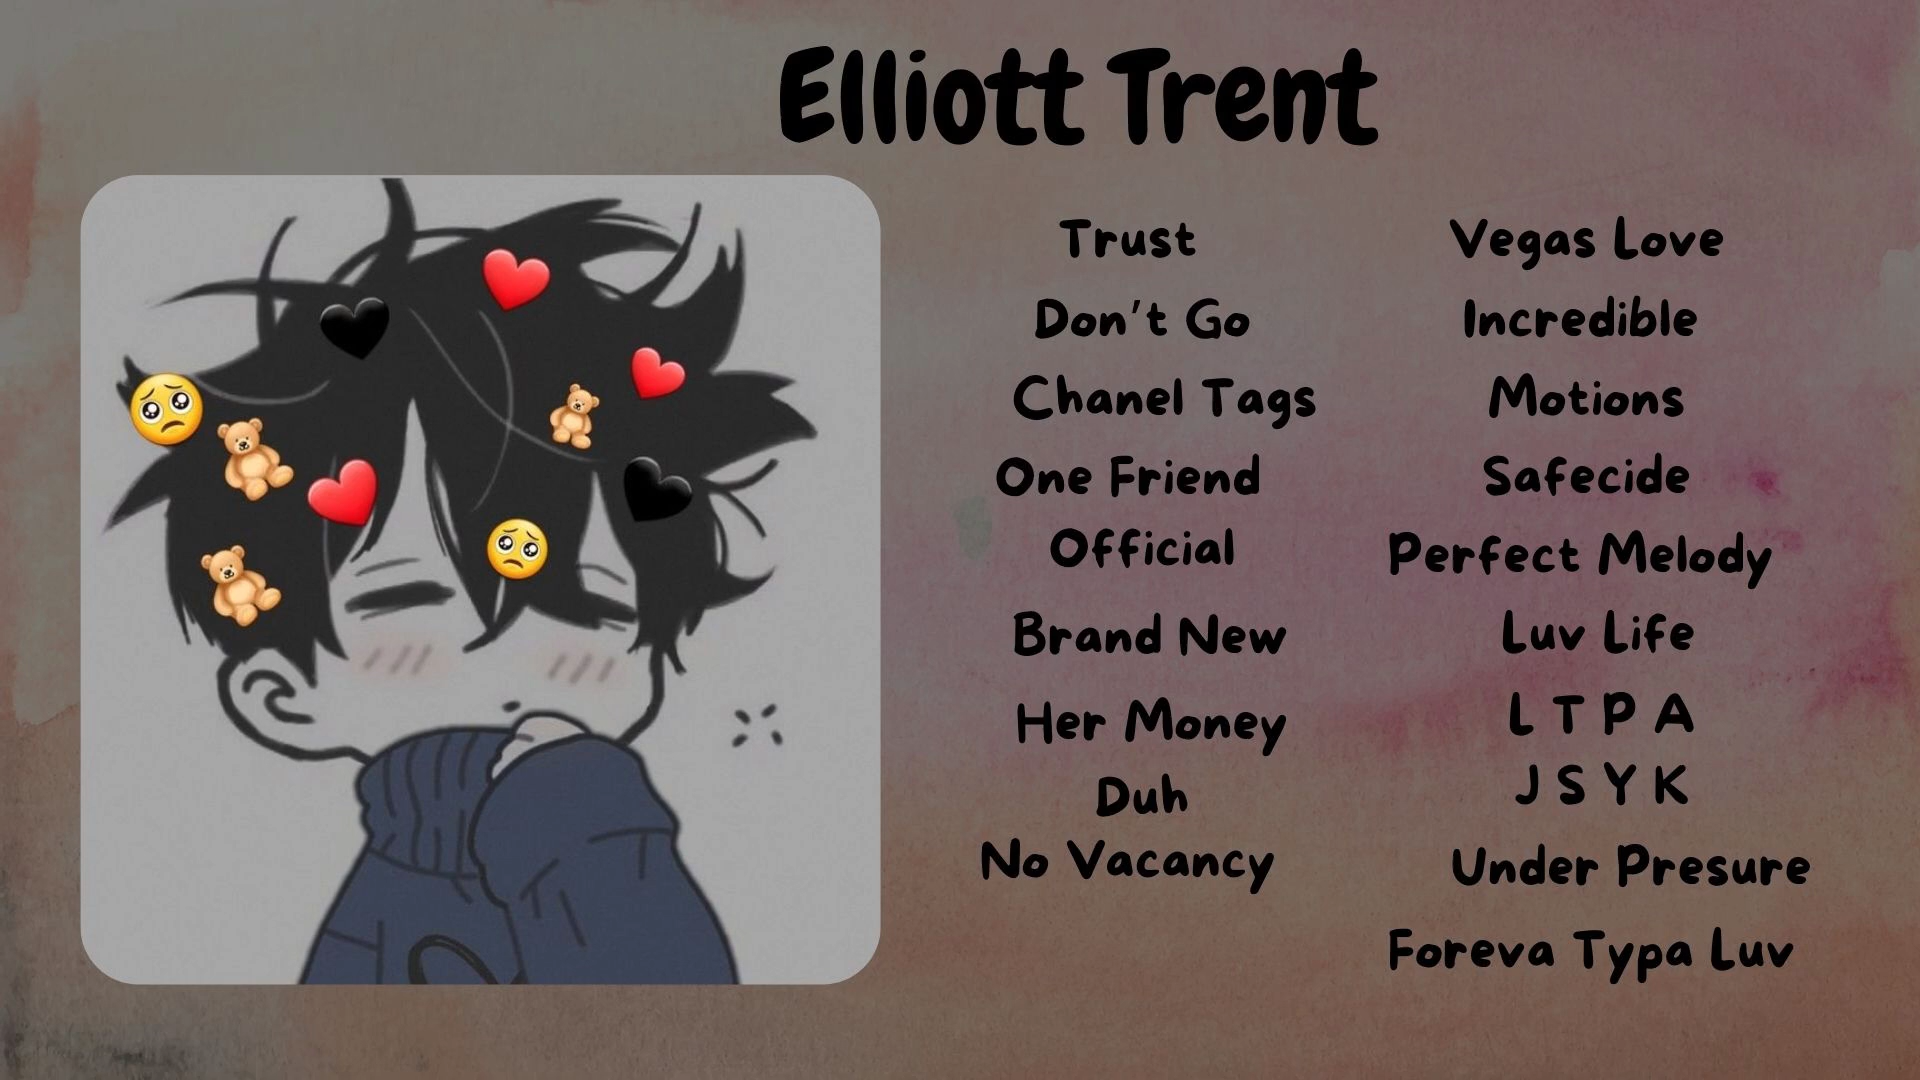 Elliott Trent
Trust
Don't Go
Chanel Tags
One Friend
Official
Brand New
Her Money
Duh
No Vacancy
Vegas Love
Incredible
Motions
Safecide
Perfect Melody
Luv Life
L T P A
J S Y K
Under Presure
Foreva Typa Luv